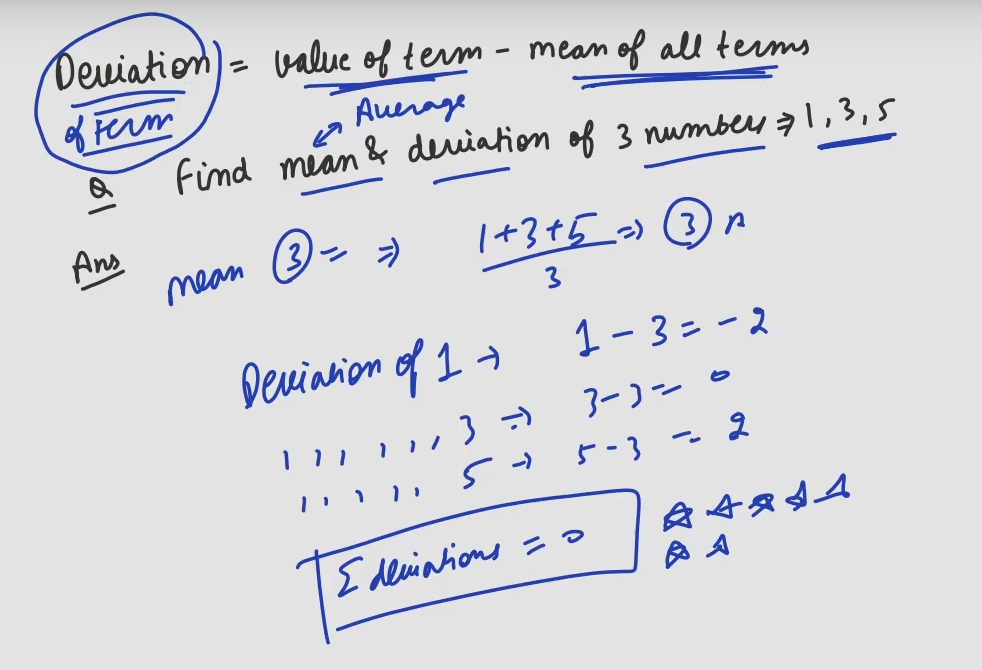 Deviation = value of term - mean of all terms
of term
Average
Q Find mean & deviation of 3 numbers ⇒ 1, 3, 5
Ans mean 3 = ⇒ 1+3+5 ⇒ 3
3
Deviation of 1 → 1 - 3 = -2
,, ,, ,, 3 → 3-3 = 0
,, ,, ,, 5 → 5-3 = 2
Σ deviations = 0